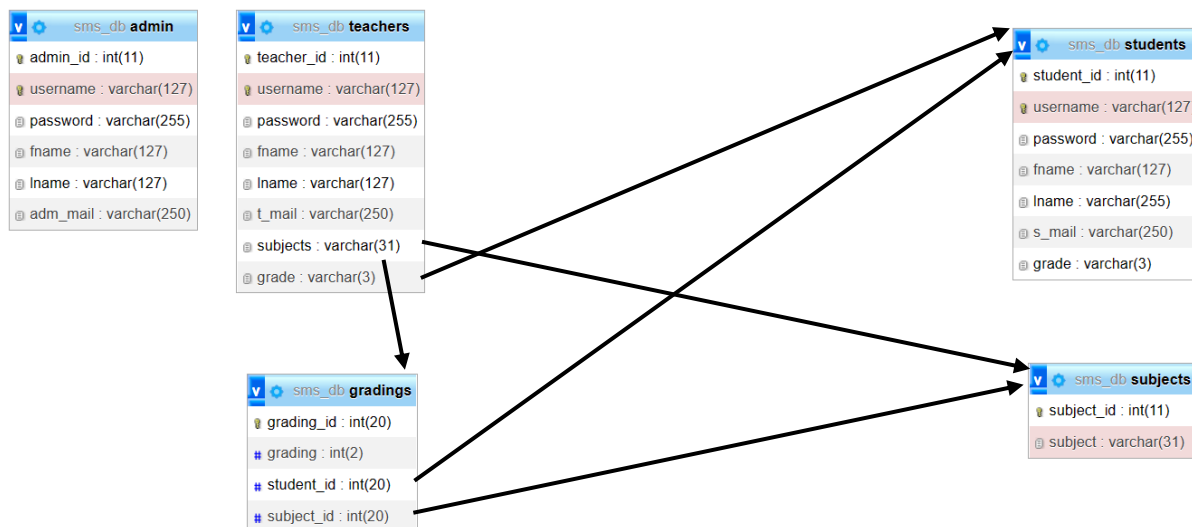 sms_db admin
admin_id : int(11)
username : varchar(127)
password : varchar(255)
fname : varchar(127)
lname : varchar(127)
adm_mail : varchar(250)
sms_db teachers
teacher_id : int(11)
username : varchar(127)
password : varchar(255)
fname : varchar(127)
lname : varchar(127)
t_mail : varchar(250)
subjects : varchar(31)
grade : varchar(3)
sms_db students
student_id : int(11)
username : varchar(127
password : varchar(255)
fname : varchar(127)
lname : varchar(255)
s_mail : varchar(250)
grade : varchar(3)
sms_db gradings
grading_id : int(20)
# grading : int(2)
# student_id : int(20)
# subject_id : int(20)
sms_db subjects
subject_id : int(11)
subject : varchar(31)